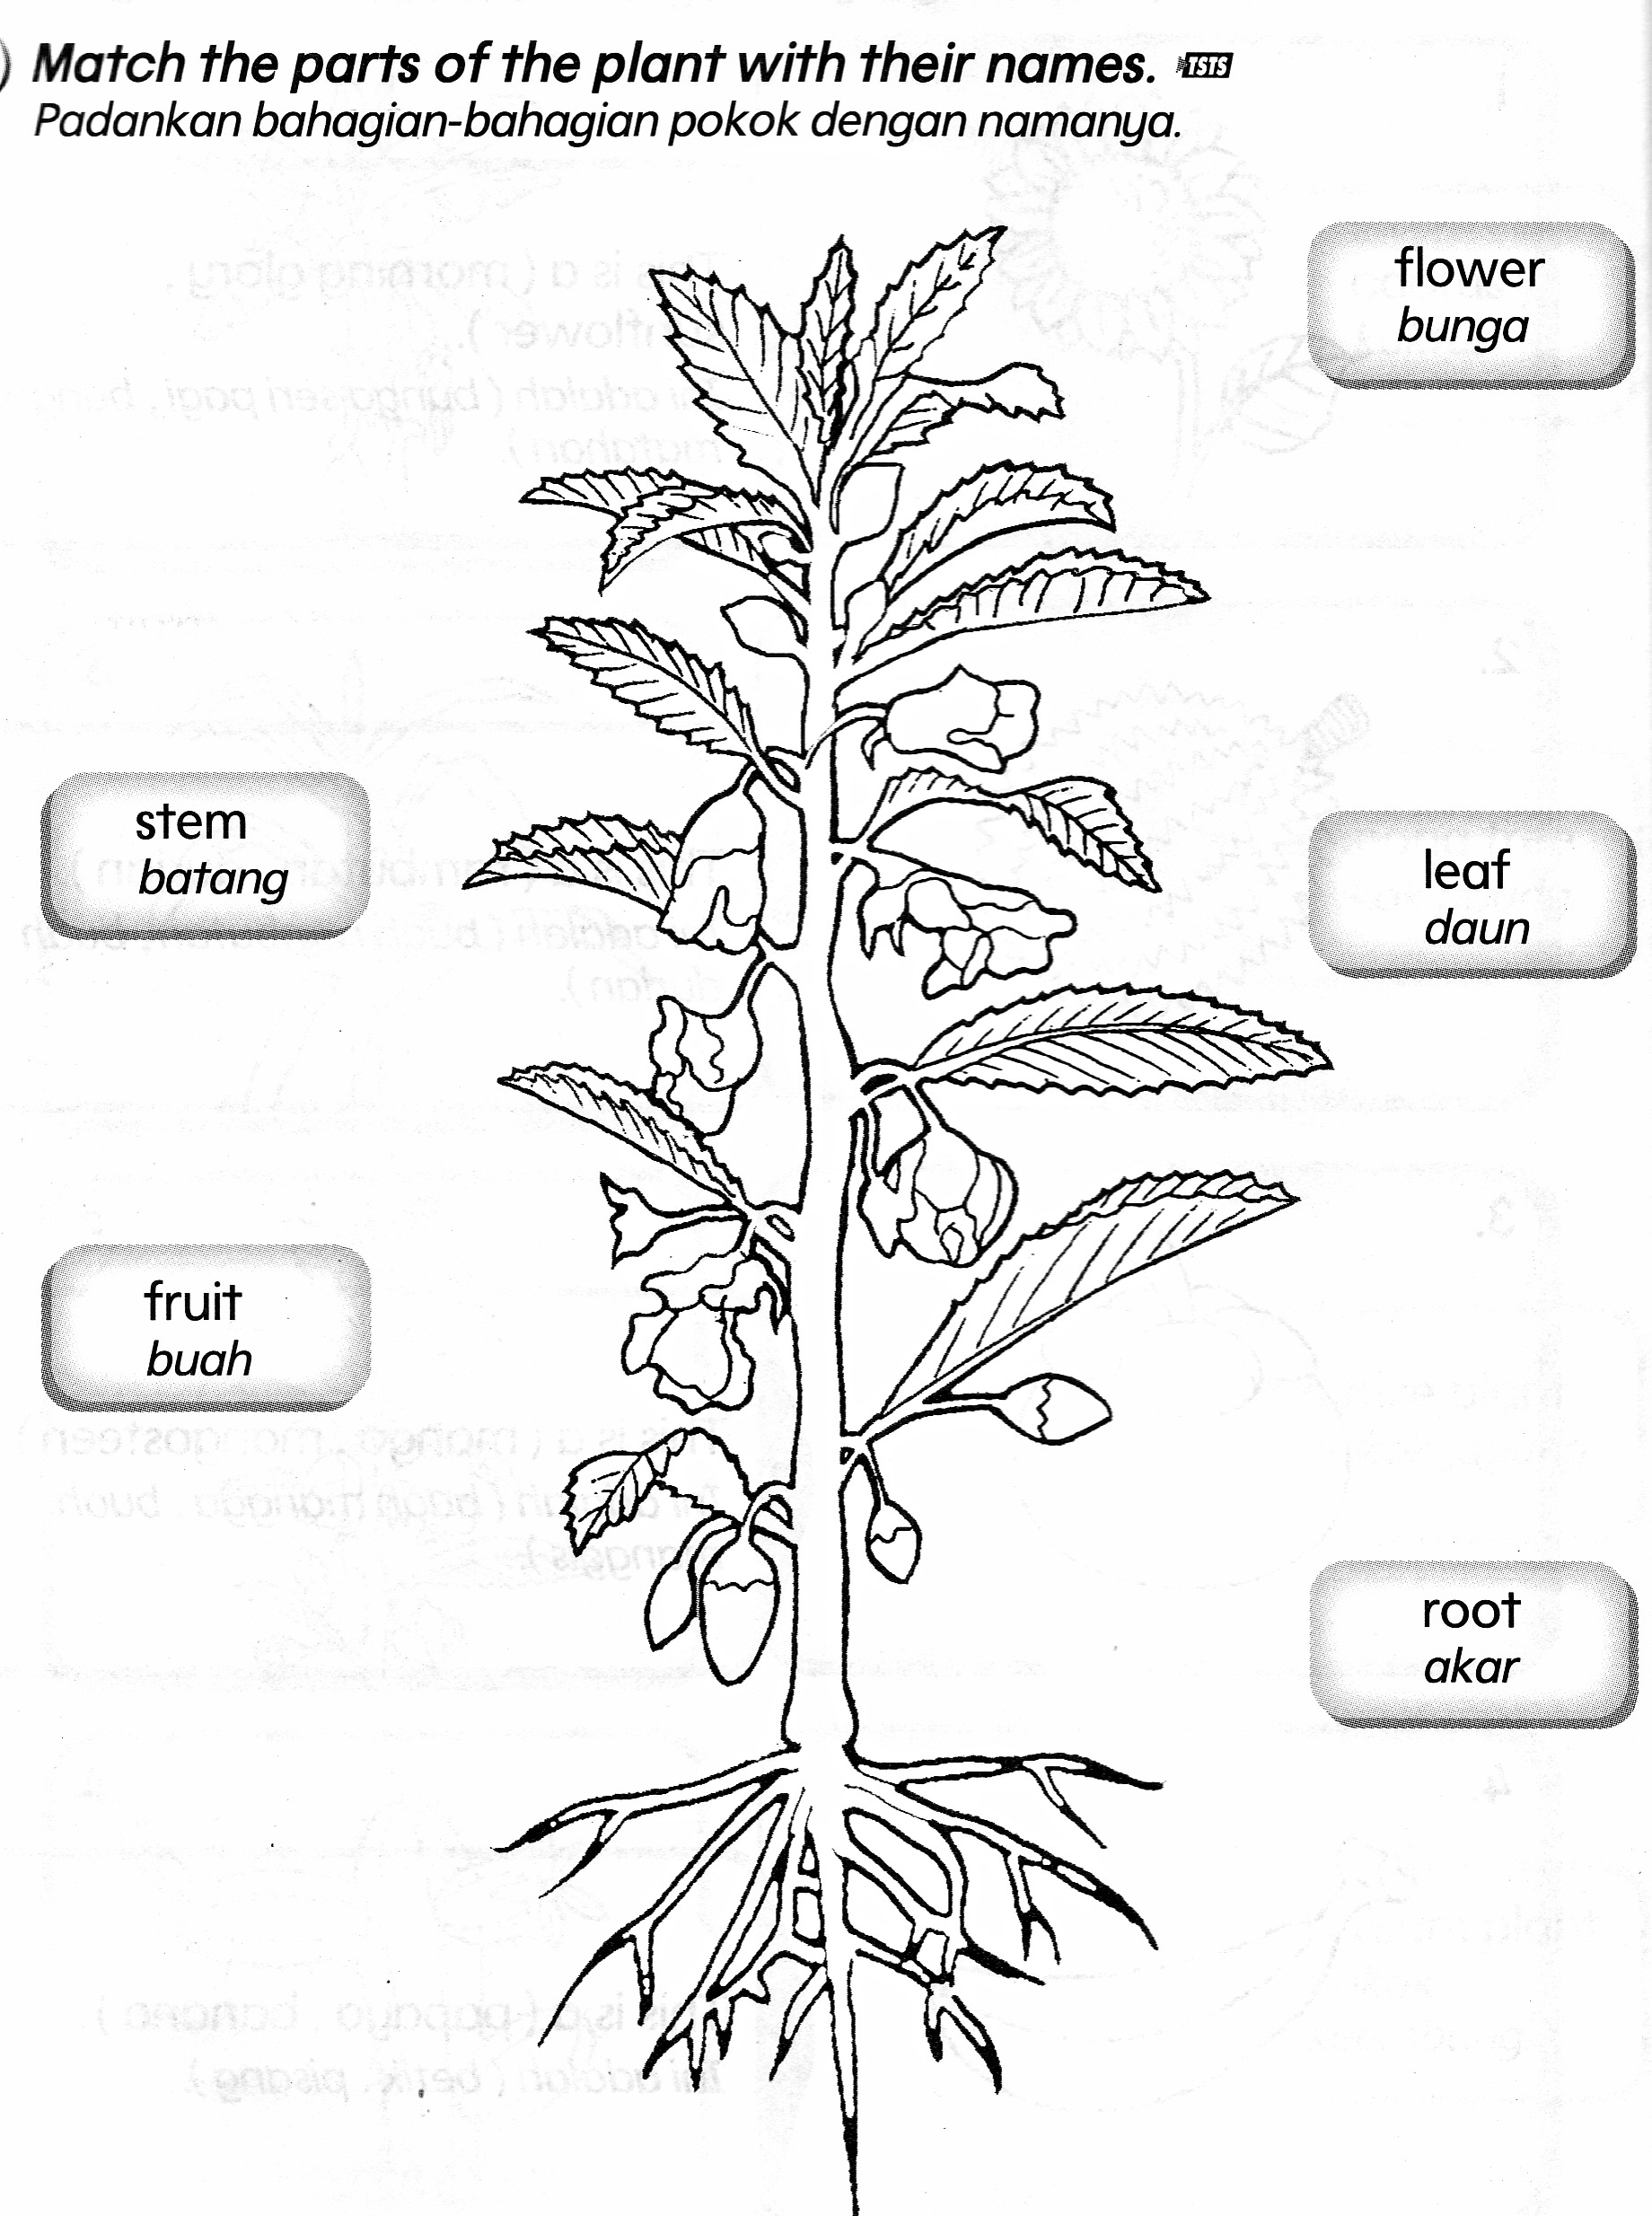 Match the parts of the plant with their names. TSTS
Padankan bahagian-bahagian pokok dengan namanya.
flower
bunga
stem
batang
leaf
daun
fruit
buah
root
akar